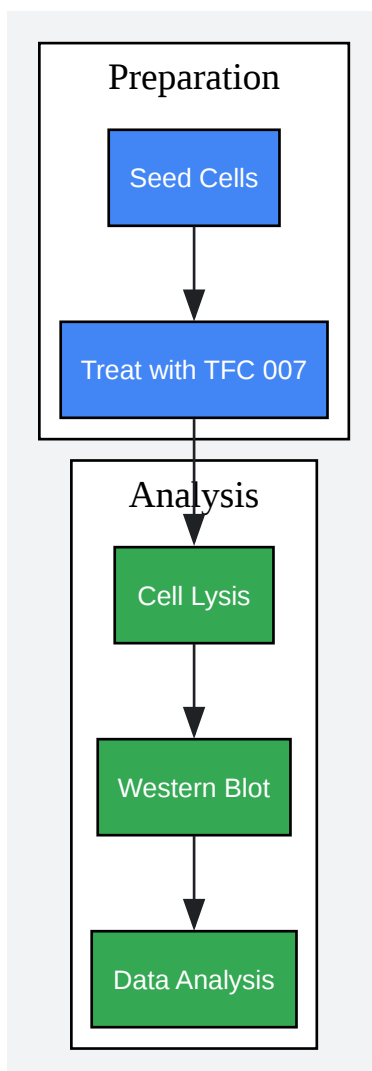 Preparation
Seed Cells
Treat with TFC 007
Analysis
Cell Lysis
Western Blot
Data Analysis